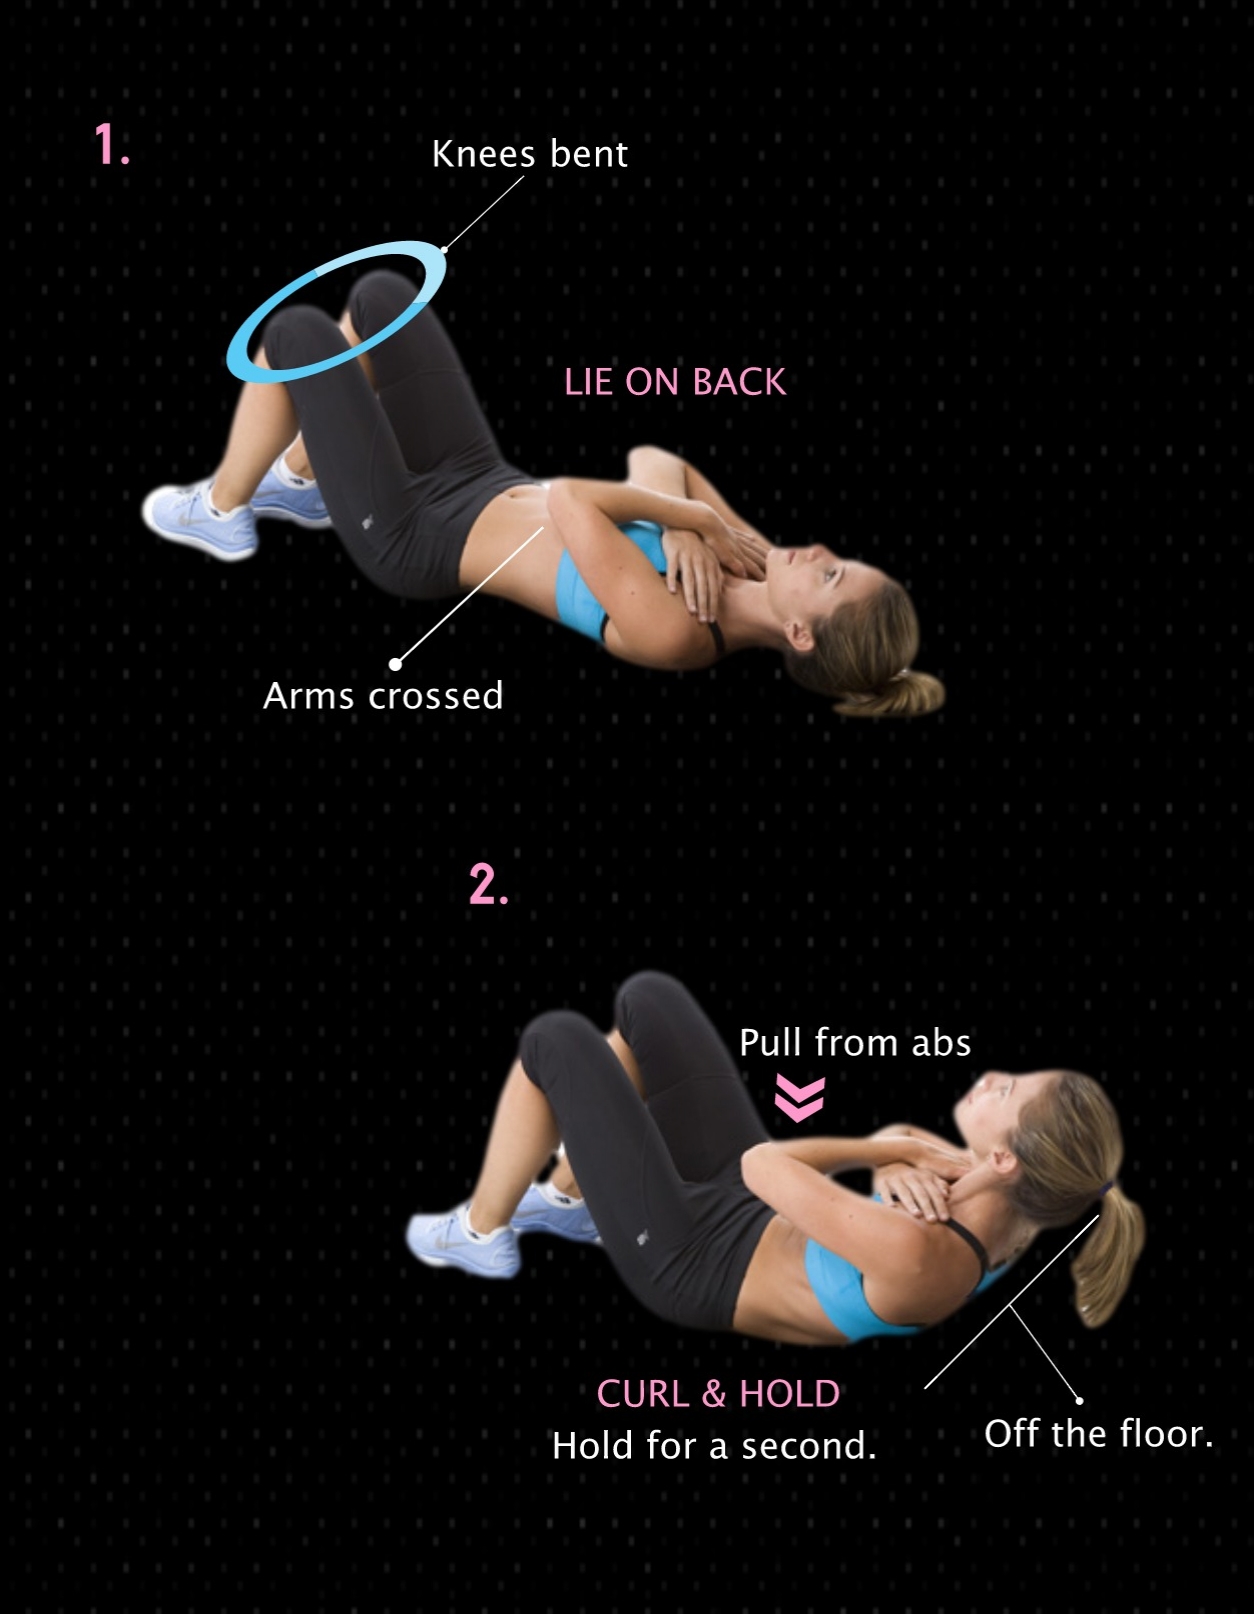 1.
Knees bent
LIE ON BACK
Arms crossed
2.
Pull from abs
CURL & HOLD
Hold for a second.
Off the floor.